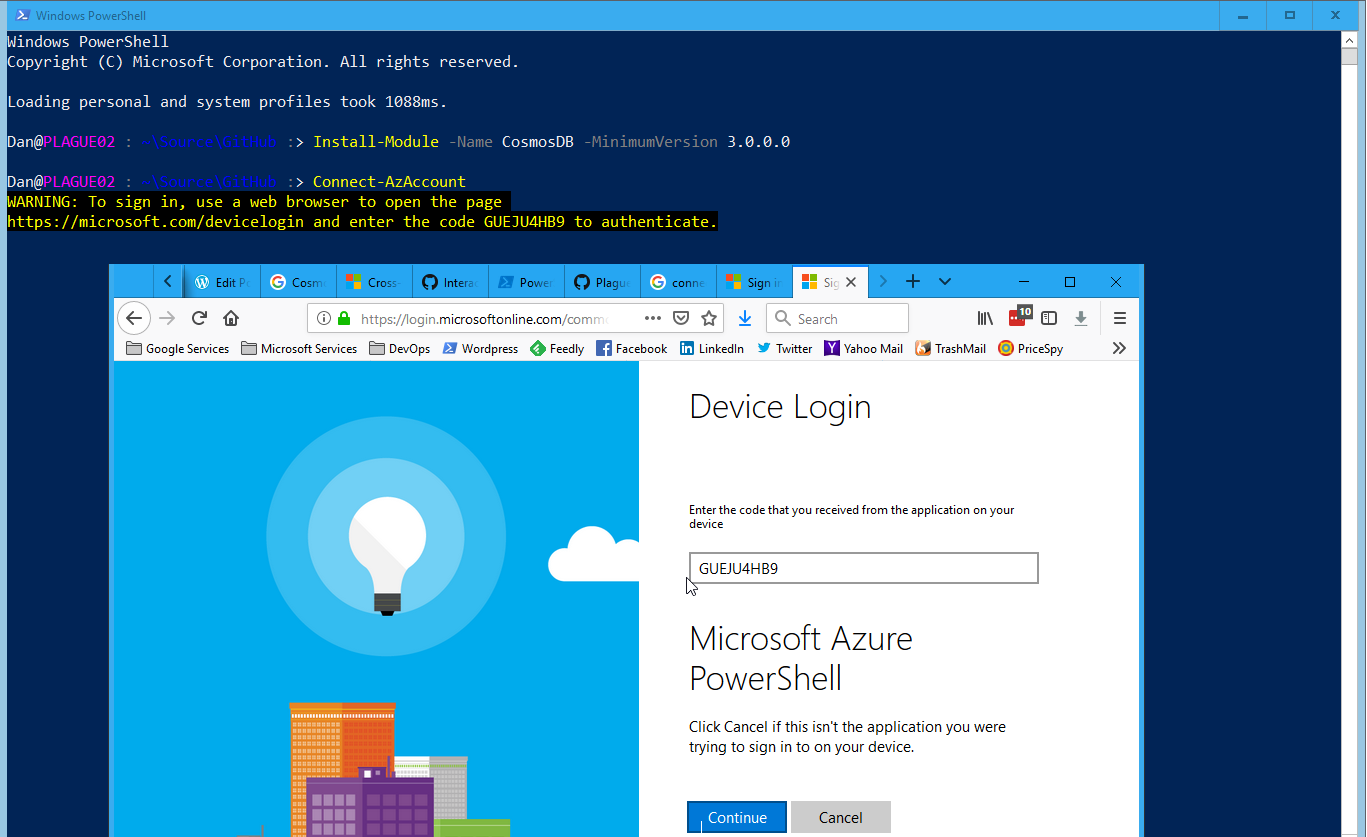 Windows PowerShell
Windows PowerShell
Copyright (C) Microsoft Corporation. All rights reserved.
Loading personal and system profiles took 1088ms.
Dan@PLAGUE02 : ~\Source\GitHub :> Install-Module -Name CosmosDB -MinimumVersion 3.0.0.0
Dan@PLAGUE02 : ~\Source\GitHub :> Connect-AzAccount
WARNING: To sign in, use a web browser to open the page
https://microsoft.com/devicelogin and enter the code GUEJU4HB9 to authenticate.
Edit Cosm Cross- Intera Power Plague conne Sign in Sig
https://login.microsoftonline.com/comm Search 10
Google Services Microsoft Services DevOps Wordpress Feedly Facebook LinkedIn Twitter Yahoo Mail TrashMail PriceSpy
Device Login
Enter the code that you received from the application on your
device
GUEJU4HB9
Microsoft Azure
PowerShell
Click Cancel if this isn't the application you were
trying to sign in to on your device.
Continue Cancel